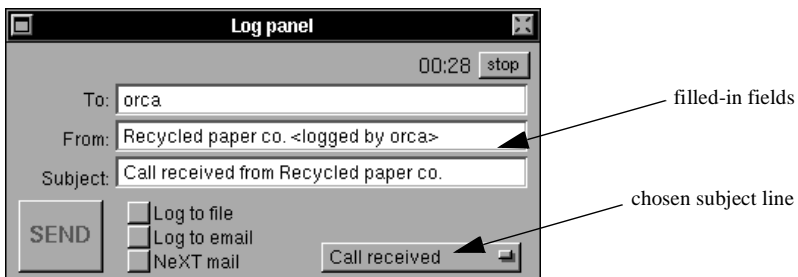 Log panel
00:28 stop
To: orca
filled-in fields
From: Recycled paper co. <logged by orca>
Subject: Call received from Recycled paper co.
chosen subject line
SEND
Log to file
Log to email
NeXT mail
Call received